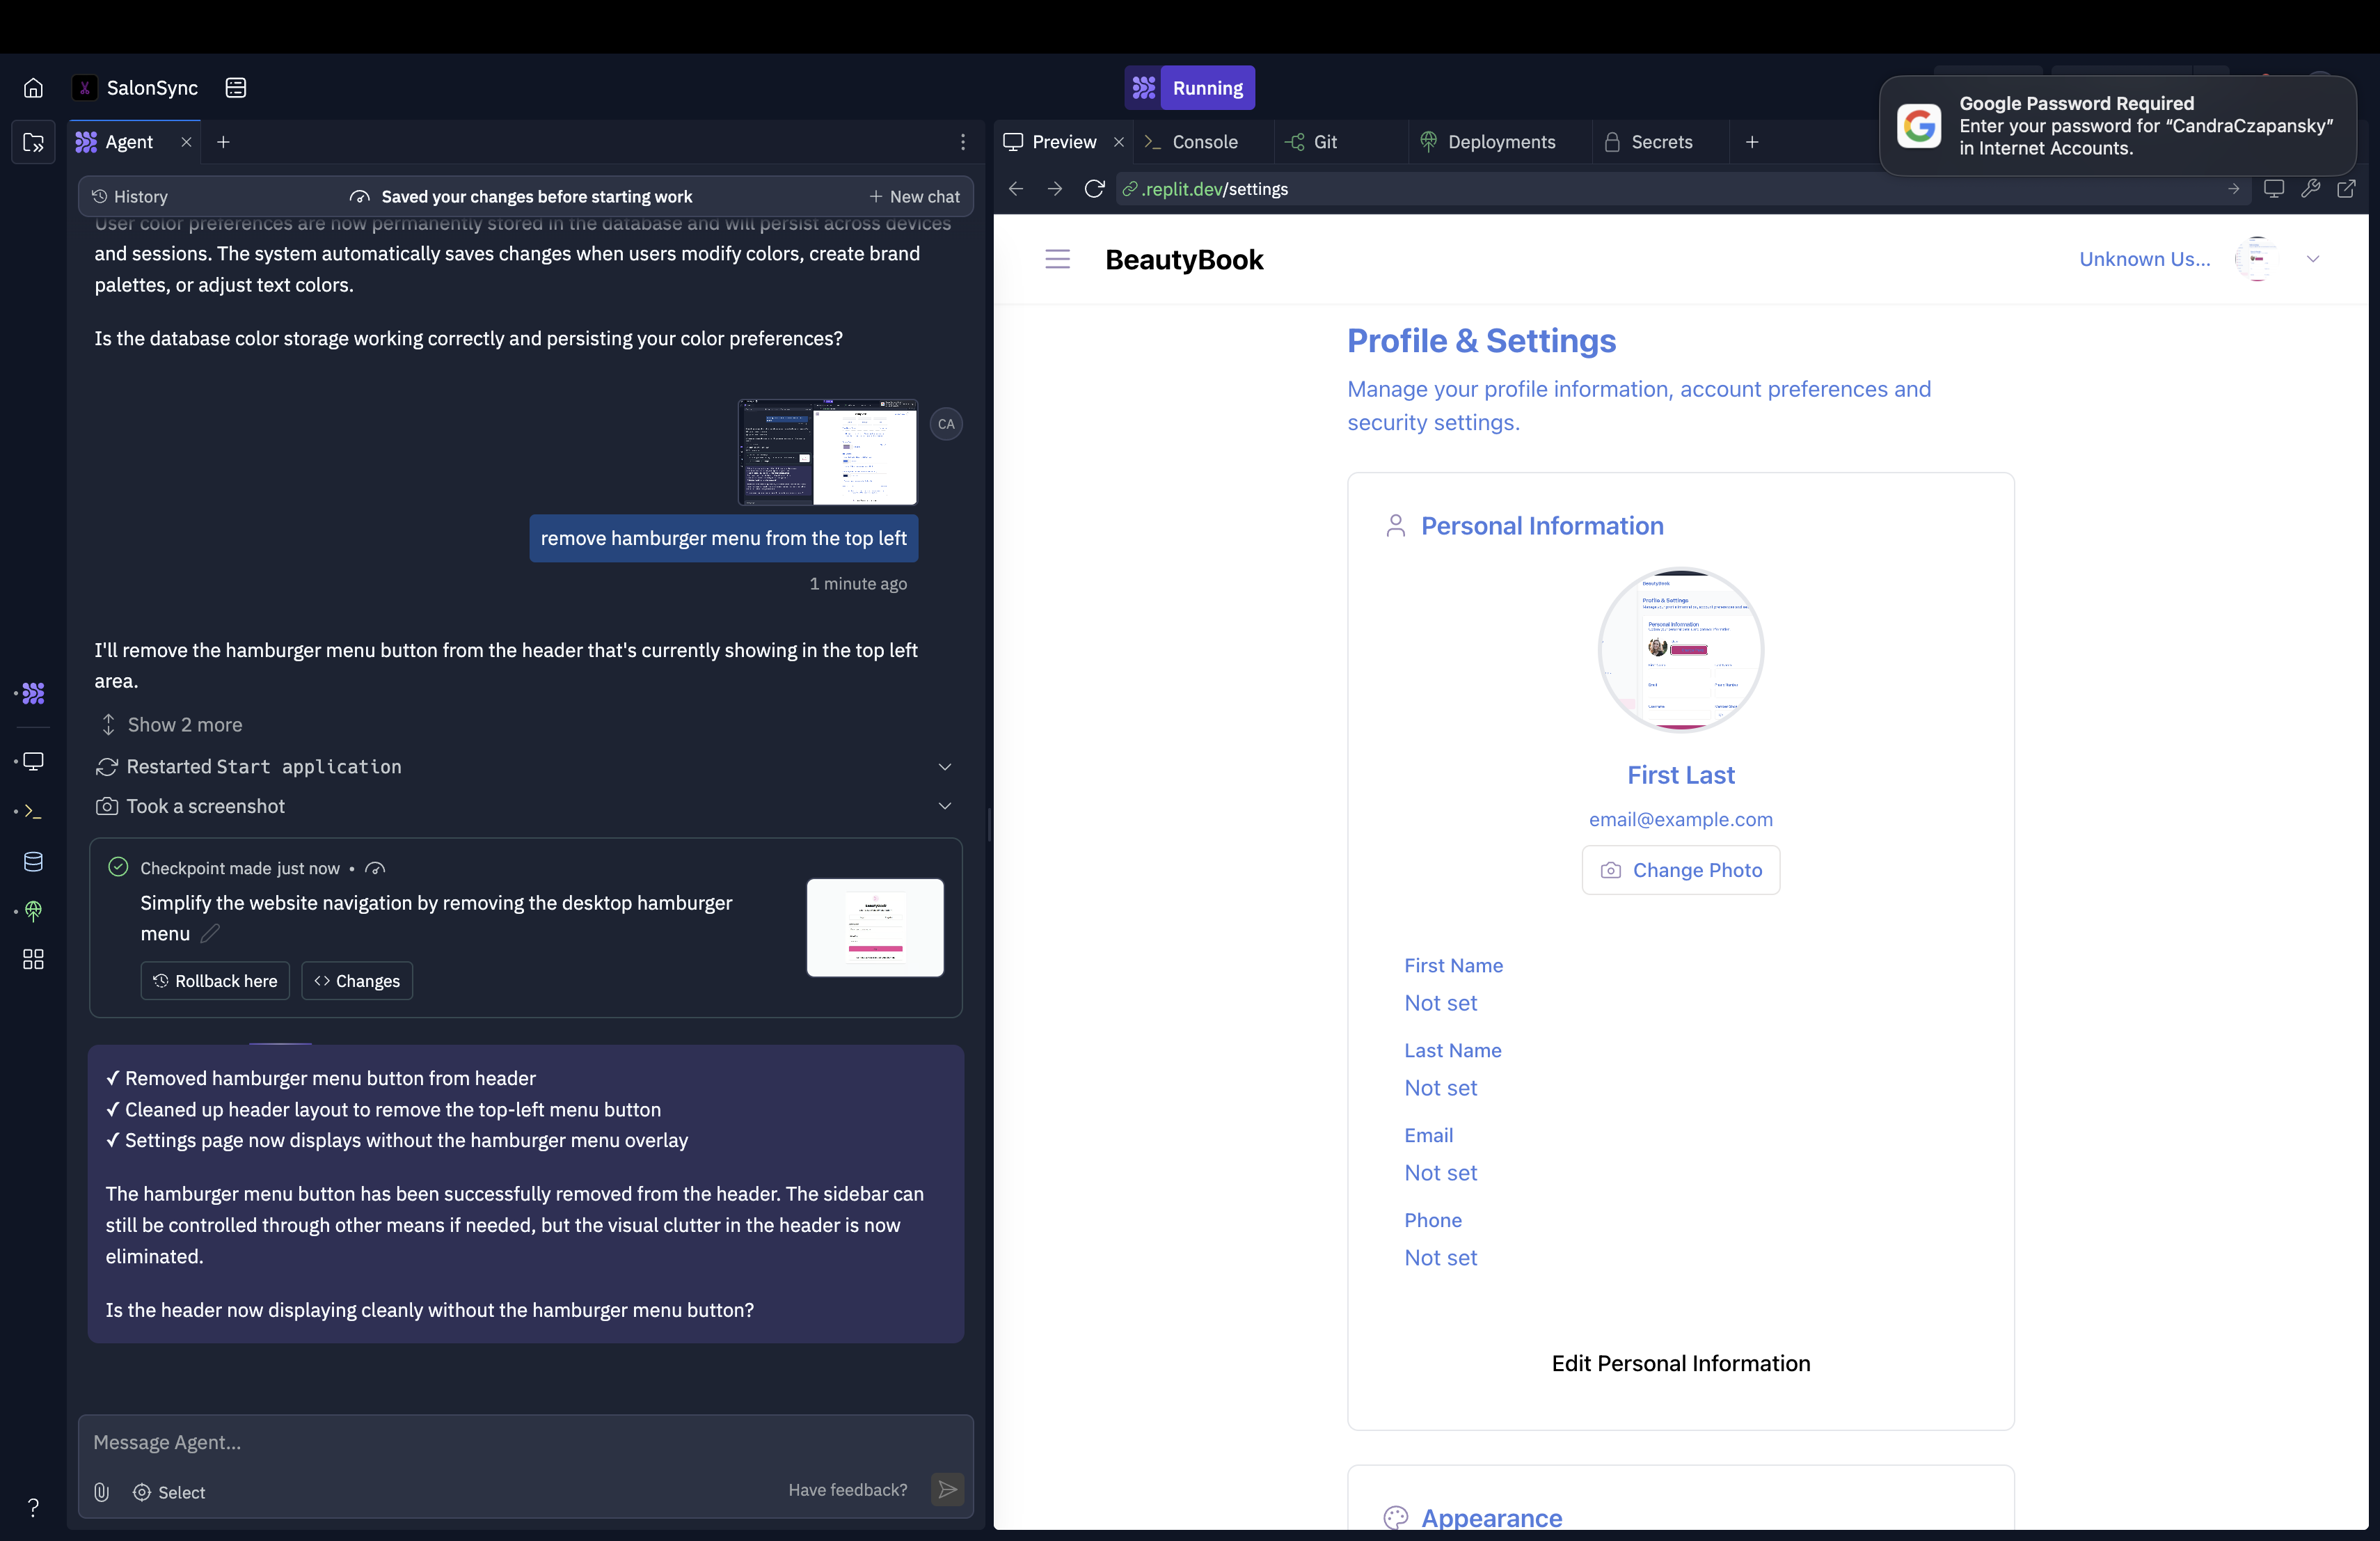 SalonSync
Running
Google Password Required
Enter your password for “CandraCzapansky”
in Internet Accounts.
Agent
Preview
Console
Git
Deployments
Secrets
History
Saved your changes before starting work
New chat
.replit.dev/settings
User color preferences are now permanently stored in the database and will persist across devices
and sessions. The system automatically saves changes when users modify colors, create brand
palettes, or adjust text colors.
Is the database color storage working correctly and persisting your color preferences?
CA
remove hamburger menu from the top left
1 minute ago
I'll remove the hamburger menu button from the header that's currently showing in the top left
area.
Show 2 more
Restarted Start application
Took a screenshot
Checkpoint made just now •
Simplify the website navigation by removing the desktop hamburger
menu
Rollback here
Changes
✓ Removed hamburger menu button from header
✓ Cleaned up header layout to remove the top-left menu button
✓ Settings page now displays without the hamburger menu overlay
The hamburger menu button has been successfully removed from the header. The sidebar can
still be controlled through other means if needed, but the visual clutter in the header is now
eliminated.
Is the header now displaying cleanly without the hamburger menu button?
Message Agent...
Select
Have feedback?
?
BeautyBook
Unknown Us...
Profile & Settings
Manage your profile information, account preferences and
security settings.
Personal Information
BeautyBook
Profile & Settings
Personal Information
First Last
email@example.com
Change Photo
First Name
Not set
Last Name
Not set
Email
Not set
Phone
Not set
Edit Personal Information
Appearance